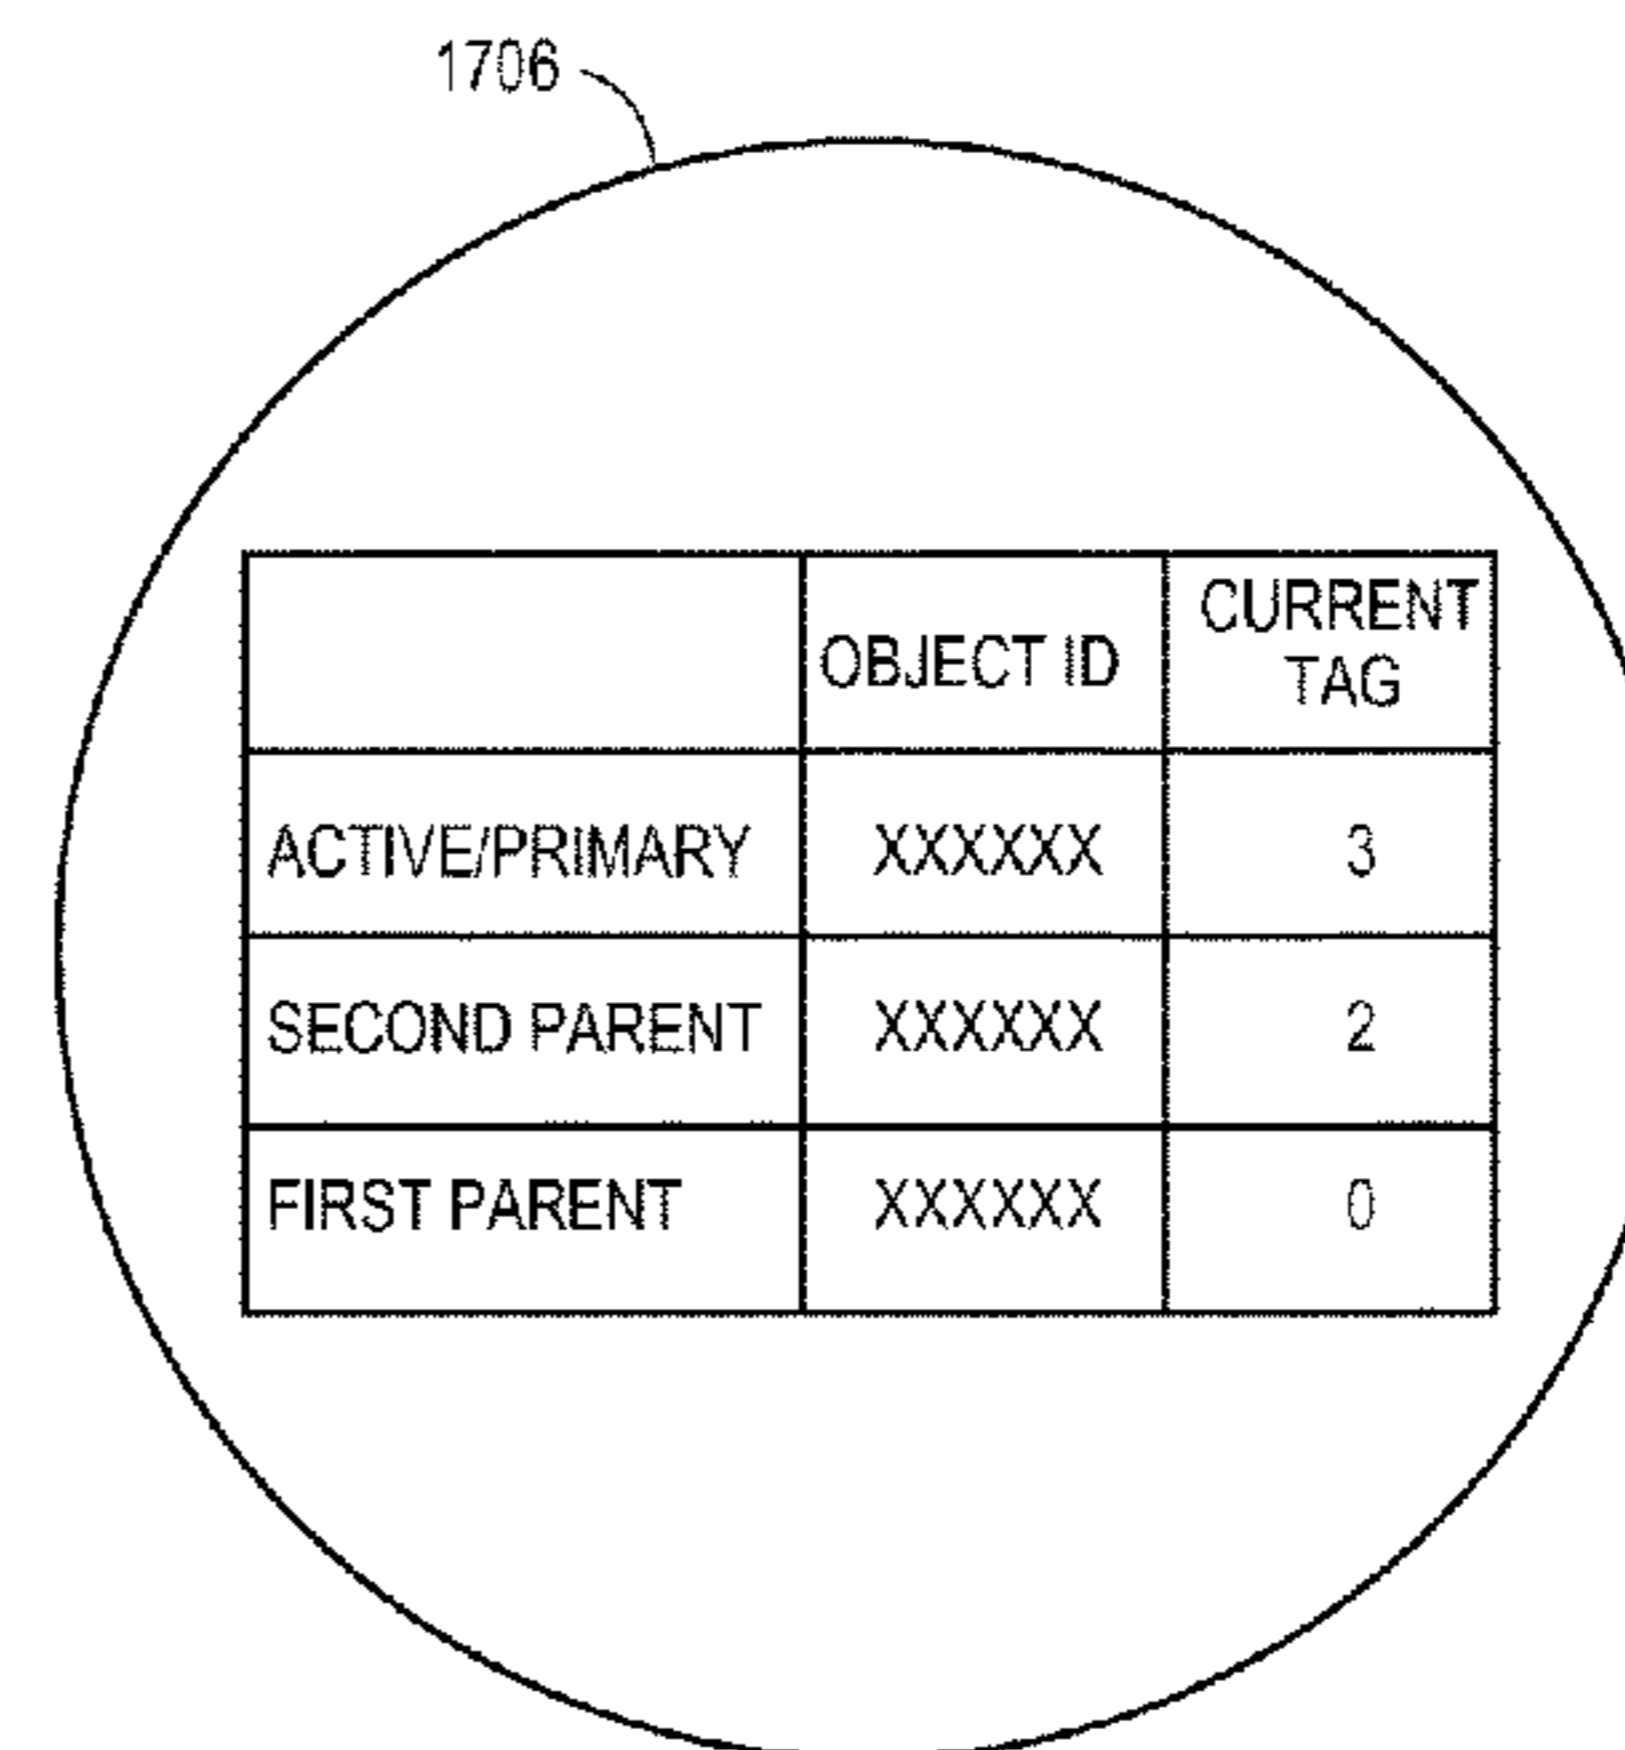 1706
OBJECT ID
CURRENT
TAG
ACTIVE/PRIMARY XXXXXX 3
SECOND PARENT XXXXXX 2
FIRST PARENT XXXXXX 0